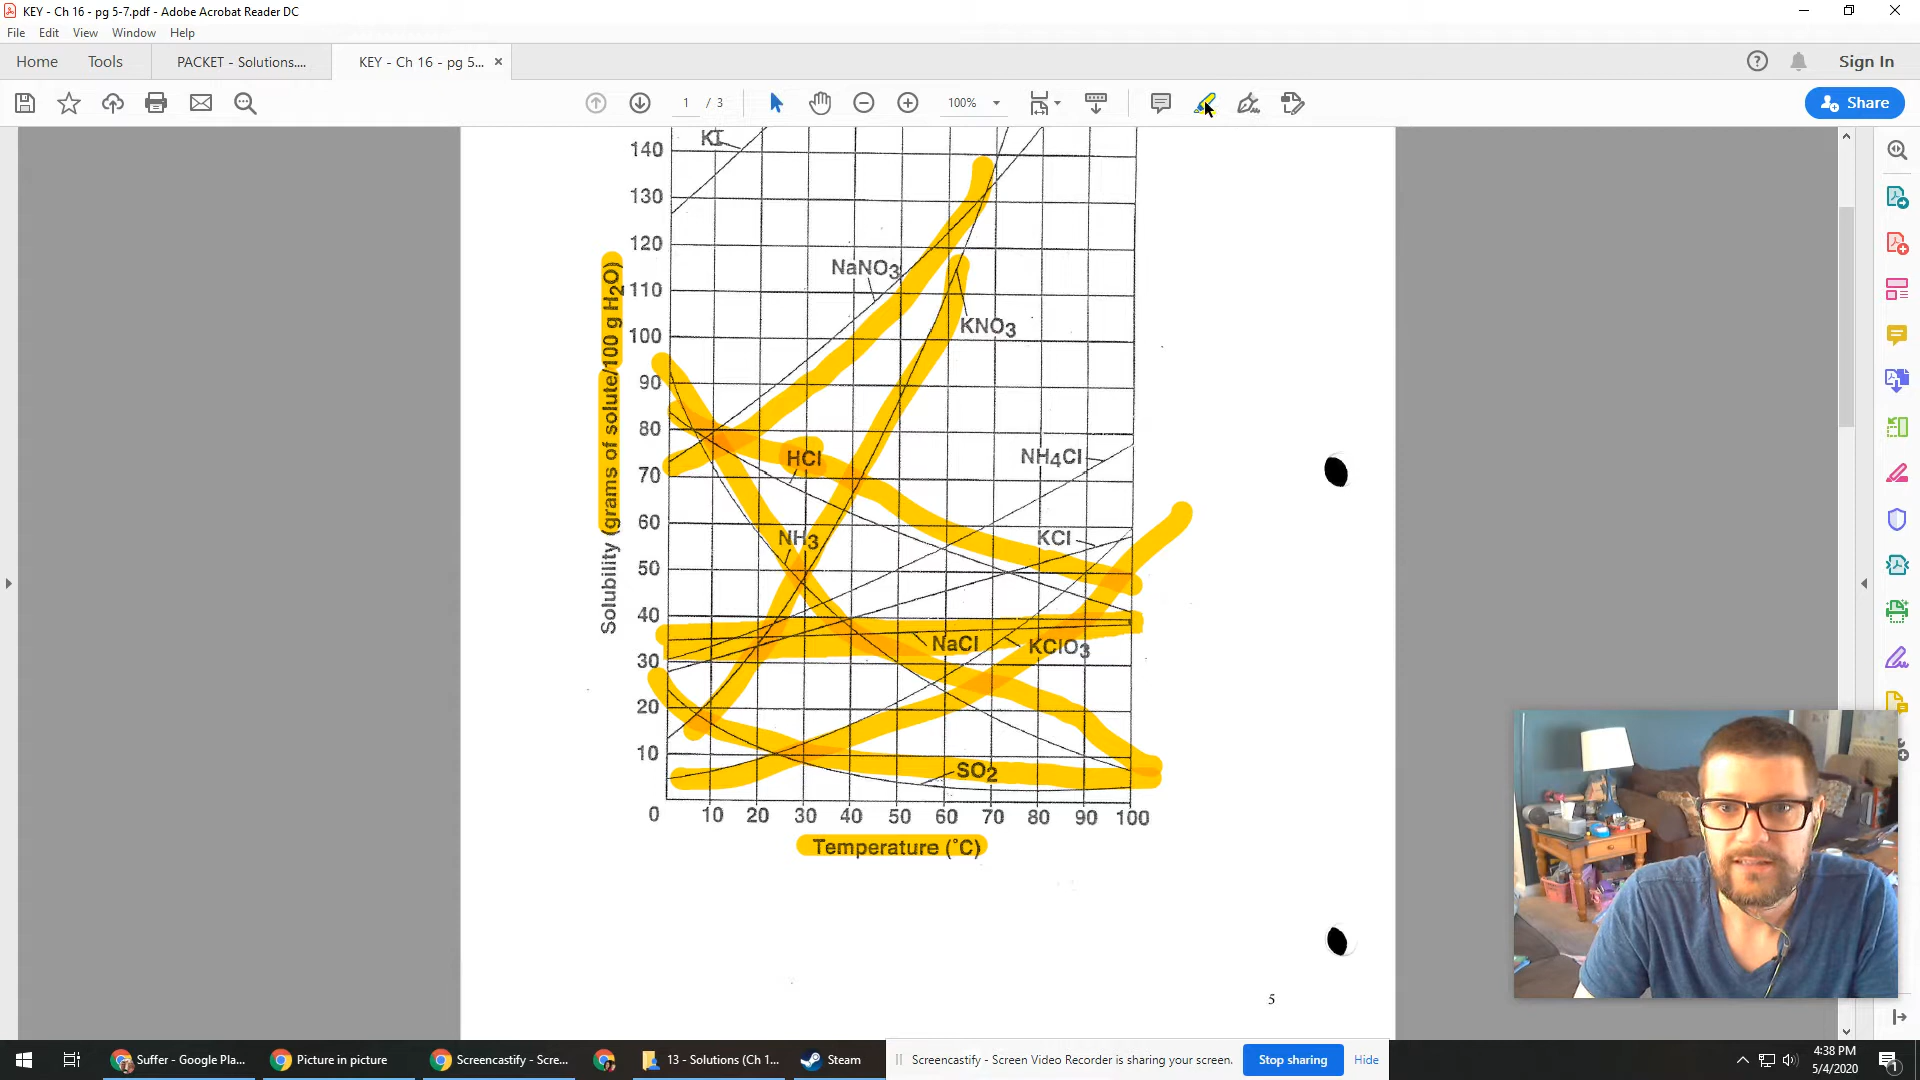 KEY - Ch 16 - pg 5-7.pdf - Adobe Acrobat Reader DC
File Edit View Window Help
Home Tools PACKET - Solutions.... KEY - Ch 16 - pg 5... × Sign In
1 / 3 100% Share
KI
140
130
120
NaNO3
110
KNO3
100
90
80
HCl
NH4Cl
70
60
NH3
KCl
50
40
NaCl
KClO3
30
20
10
SO2
0 10 20 30 40 50 60 70 80 90 100
Solubility (grams of solute/100 g H2O)
Temperature (°C)
5
Suffer - Google Pla... Picture in picture Screencastify - Scre... 13 - Solutions (Ch 1... Steam
Screencastify - Screen Video Recorder is sharing your screen. Stop sharing Hide
4:38 PM
5/4/2020
1